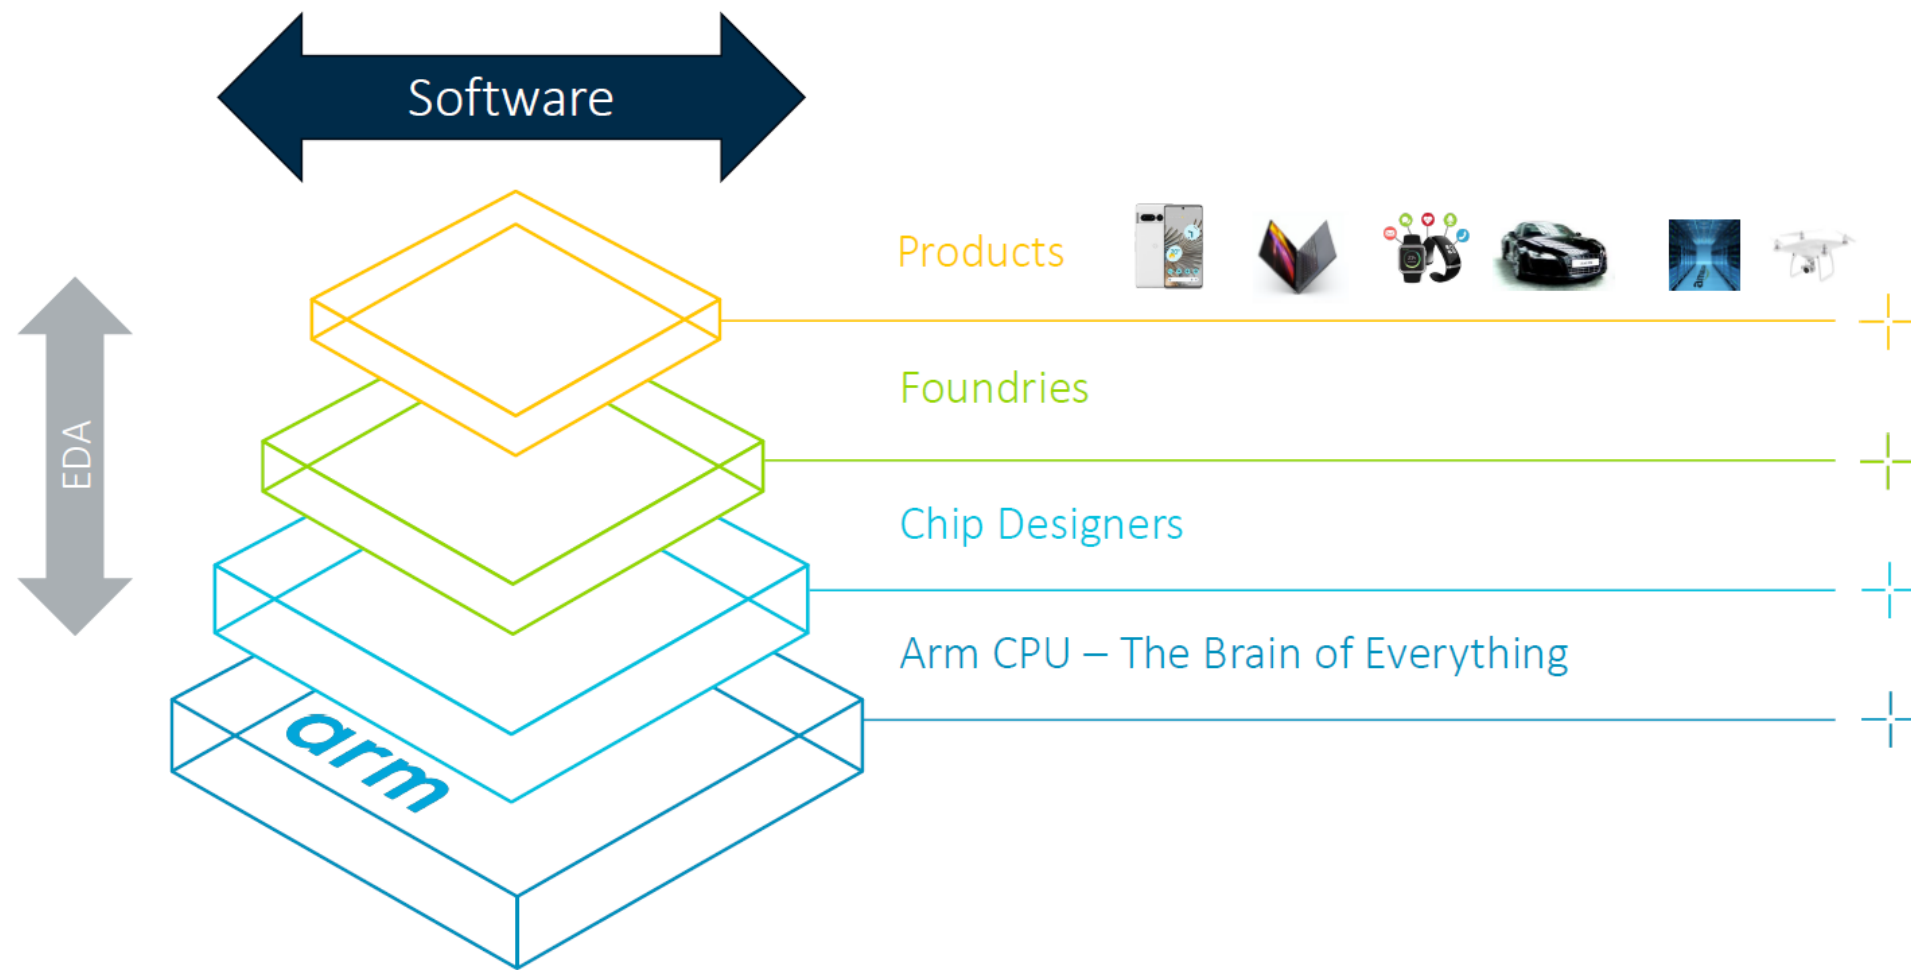 Software
Products
Foundries
EDA
Chip Designers
Arm CPU – The Brain of Everything
arm